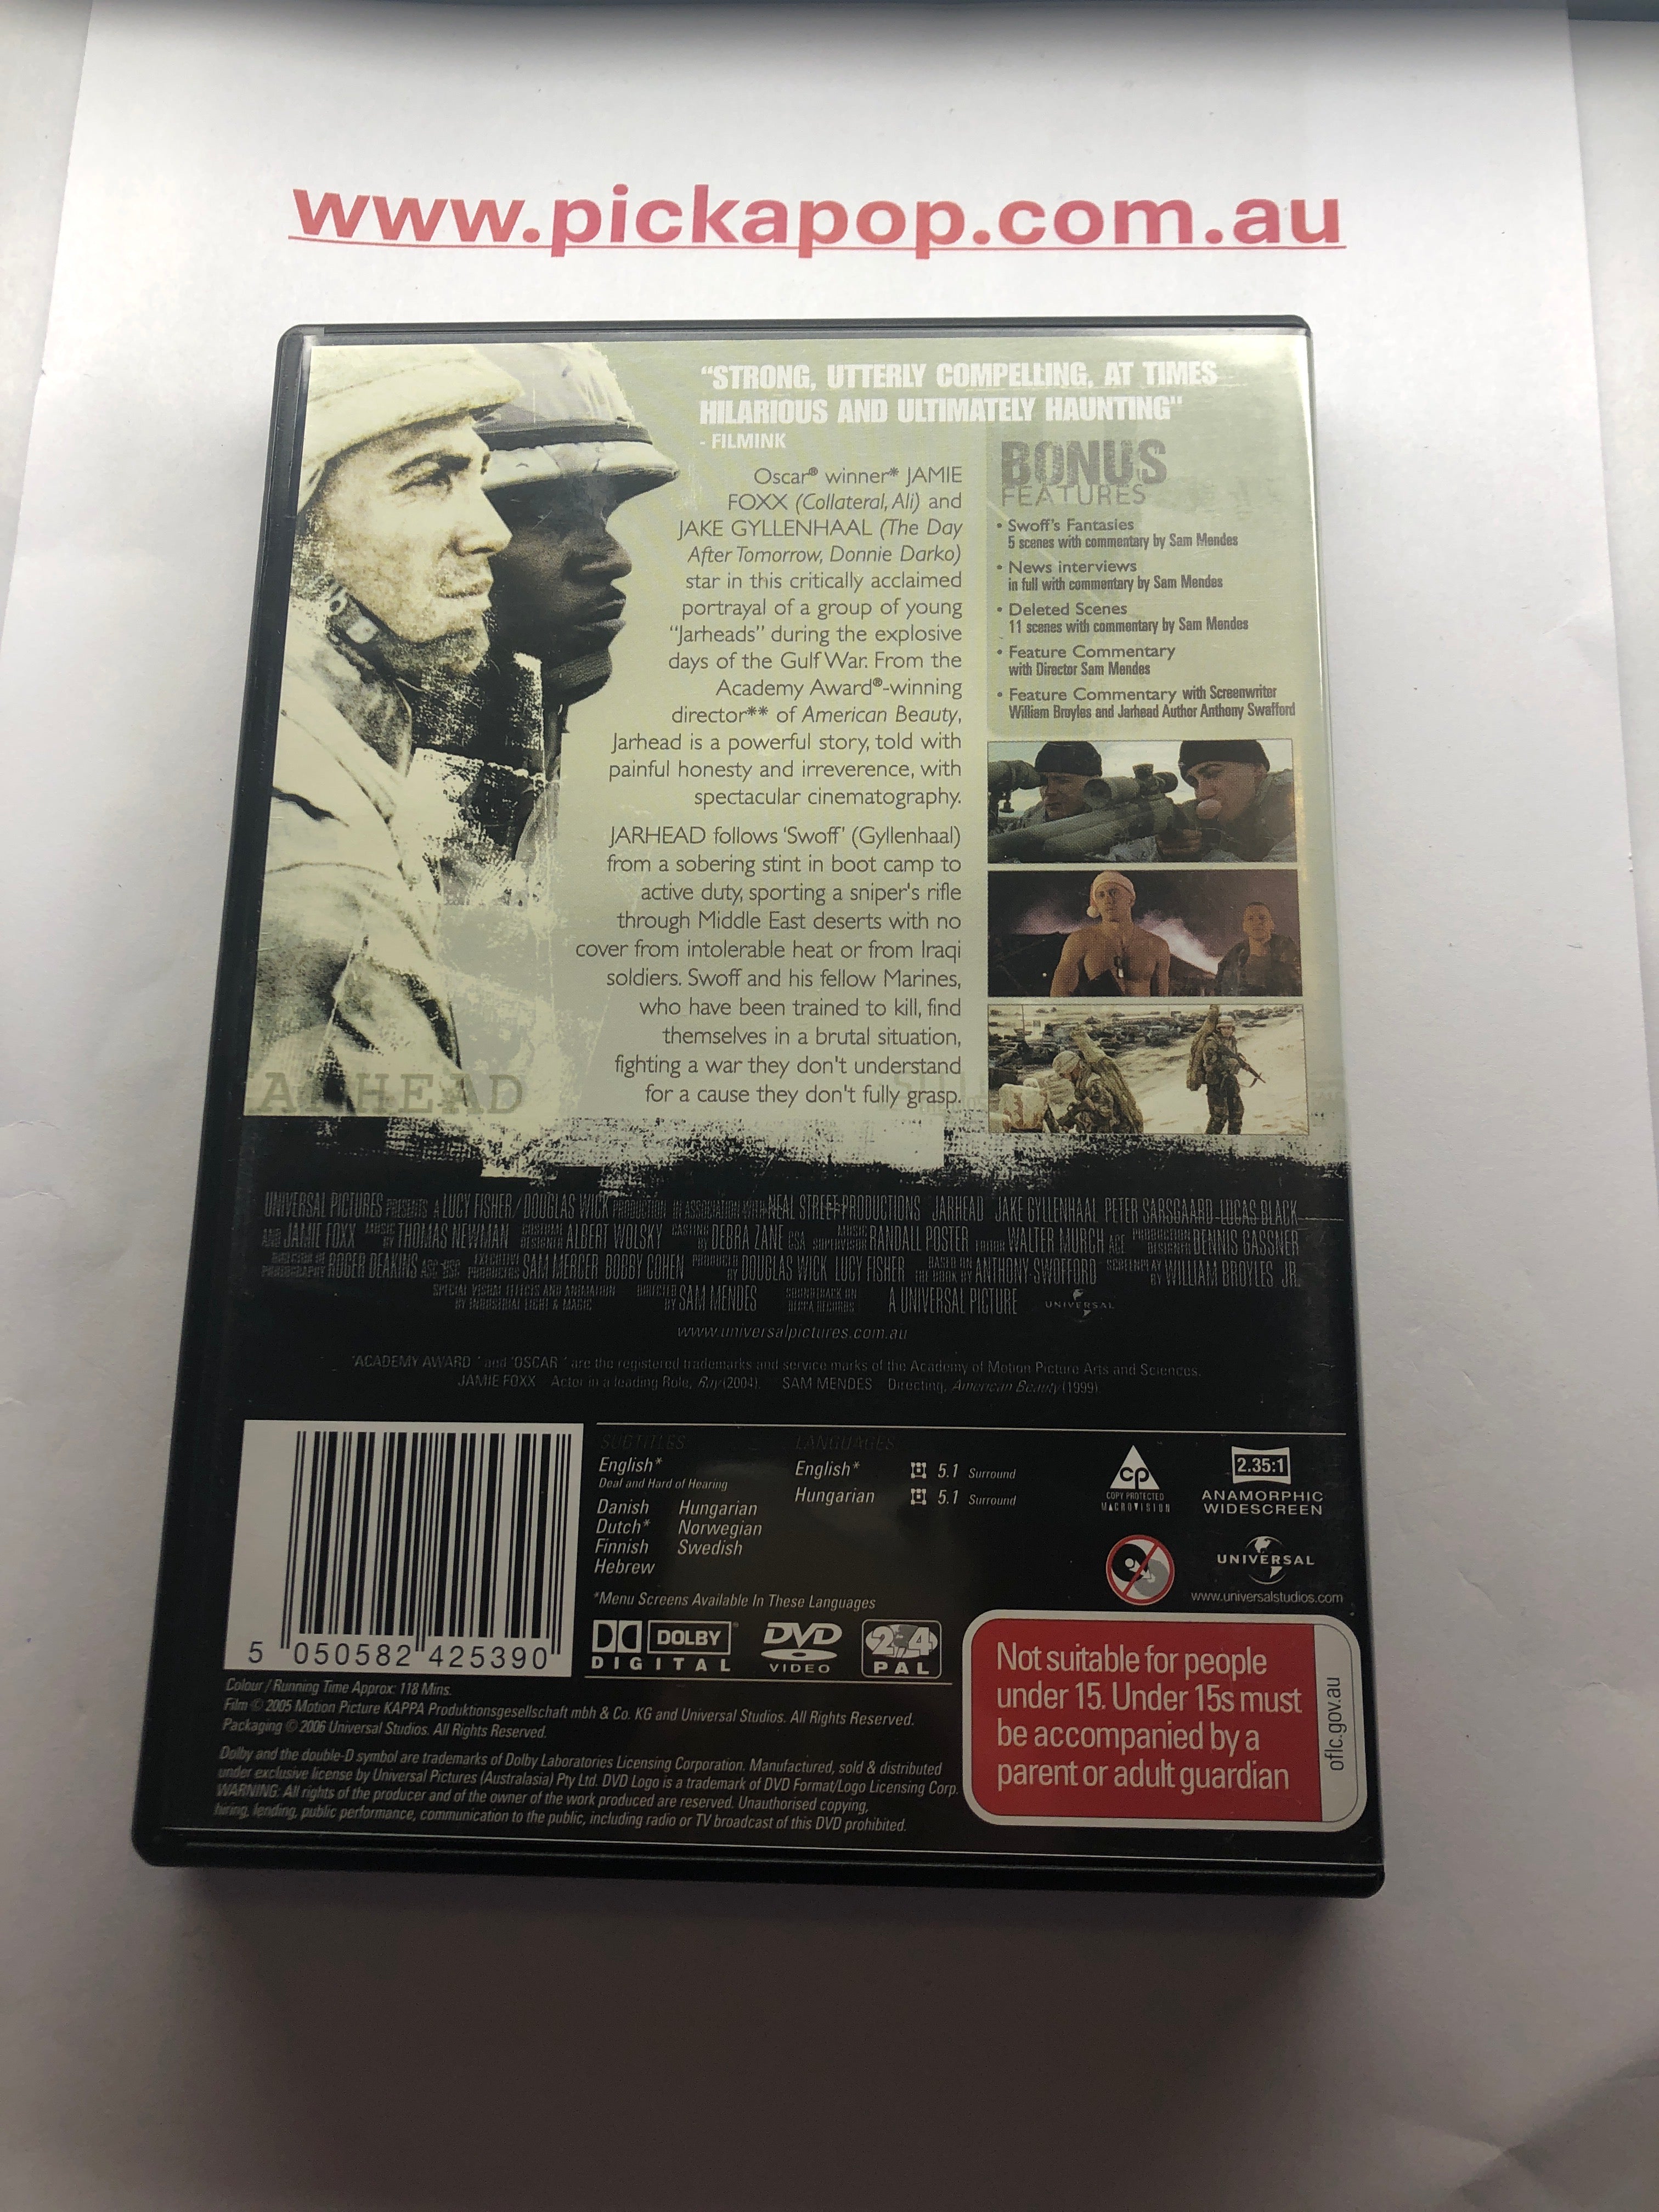 www.pickapop.com.au
"STRONG, UTTERLY COMPELLING, AT TIMES
HILARIOUS AND ULTIMATELY HAUNTING"
- FILMINK
Oscar® winner* JAMIE
FOXX (Collateral, Ali) and
JAKE GYLLENHAAL (The Day
After Tomorrow, Donnie Darko)
star in this critically acclaimed
portrayal of a group of young
"Jarheads" during the explosive
days of the Gulf War. From the
Academy Award®-winning
director** of American Beauty,
Jarhead is a powerful story, told with
painful honesty and irreverence, with
spectacular cinematography.
JARHEAD follows 'Swoff' (Gyllenhaal)
from a sobering stint in boot camp to
active duty, sporting a sniper's rifle
through Middle East deserts with no
cover from intolerable heat or from Iraqi
soldiers. Swoff and his fellow Marines,
who have been trained to kill, find
themselves in a brutal situation,
fighting a war they don't understand
for a cause they don't fully grasp.
BONUS
FEATURES
• Swoff's Fantasies
5 scenes with commentary by Sam Mendes
• News interviews
in full with commentary by Sam Mendes
• Deleted Scenes
11 scenes with commentary by Sam Mendes
• Feature Commentary
with Director Sam Mendes
• Feature Commentary with Screenwriter
William Broyles and Jarhead Author Anthony Swafford
ARHEAD
UNIVERSAL PICTURES PRESENTS A LUCY FISHER / DOUGLAS WICK PRODUCTION IN ASSOCIATION WITH NEAL STREET PRODUCTIONS JARHEAD JAKE GYLLENHAAL PETER SARSGAARD LUCAS BLACK
AND JAMIE FOXX MUSIC BY THOMAS NEWMAN COSTUME DESIGNER ALBERT WOLSKY CASTING BY DEBRA ZANE CSA MUSIC SUPERVISOR RANDALL POSTER EDITOR WALTER MURCH ACE PRODUCTION DESIGNER DENNIS GASSNER
DIRECTOR OF PHOTOGRAPHY ROGER DEAKINS ASC BSC EXECUTIVE PRODUCERS SAM MERCER BOBBY COHEN PRODUCED BY DOUGLAS WICK LUCY FISHER BASED ON THE BOOK BY ANTHONY SWOFFORD SCREENPLAY BY WILLIAM BROYLES JR.
SPECIAL VISUAL EFFECTS AND ANIMATION BY INDUSTRIAL LIGHT & MAGIC DIRECTED BY SAM MENDES SOUNDTRACK ON DECCA RECORDS A UNIVERSAL PICTURE UNIVERSAL
www.universalpictures.com.au
'ACADEMY AWARD ' and 'OSCAR ' are the registered trademarks and service marks of the Academy of Motion Picture Arts and Sciences.
JAMIE FOXX Actor in a leading Role, Ray (2004). SAM MENDES Directing, American Beauty (1999)
SUBTITLES
English*
Deaf and Hard of Hearing
Danish Hungarian
Dutch* Norwegian
Finnish Swedish
Hebrew
LANGUAGES
English* 5.1 Surround
Hungarian 5.1 Surround
*Menu Screens Available In These Languages
CP
COPY PROTECTED
MACROVISION
2.35:1
ANAMORPHIC
WIDESCREEN
UNIVERSAL
www.universalstudios.com
5 050582 425390
DOLBY
DIGITAL
DVD
VIDEO
2 4
PAL
Colour / Running Time Approx: 118 Mins.
Film © 2005 Motion Picture KAPPA Produktionsgesellschaft mbh & Co. KG and Universal Studios. All Rights Reserved.
Packaging © 2006 Universal Studios. All Rights Reserved.
Dolby and the double-D symbol are trademarks of Dolby Laboratories Licensing Corporation. Manufactured, sold & distributed
under exclusive license by Universal Pictures (Australasia) Pty Ltd. DVD Logo is a trademark of DVD Format/Logo Licensing Corp.
WARNING: All rights of the producer and of the owner of the work produced are reserved. Unauthorised copying,
hiring, lending, public performance, communication to the public, including radio or TV broadcast of this DVD prohibited.
Not suitable for people
under 15. Under 15s must
be accompanied by a
parent or adult guardian
oflc.gov.au